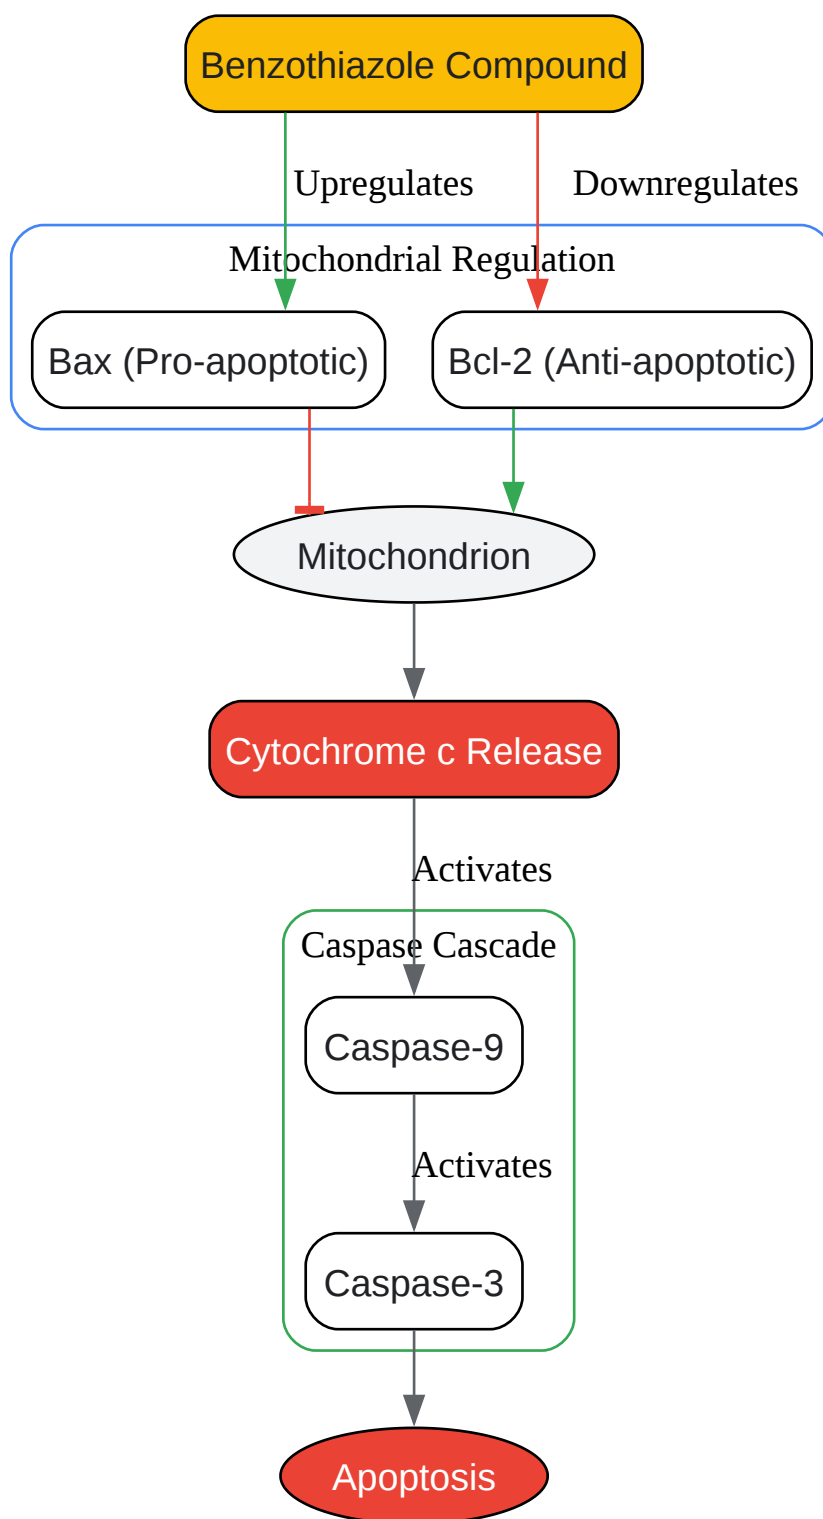 Benzothiazole Compound
Upregulates
Downregulates
Mitochondrial Regulation
Bax (Pro-apoptotic)
Bcl-2 (Anti-apoptotic)
Mitochondrion
Cytochrome c Release
Activates
Caspase Cascade
Caspase-9
Activates
Caspase-3
Apoptosis